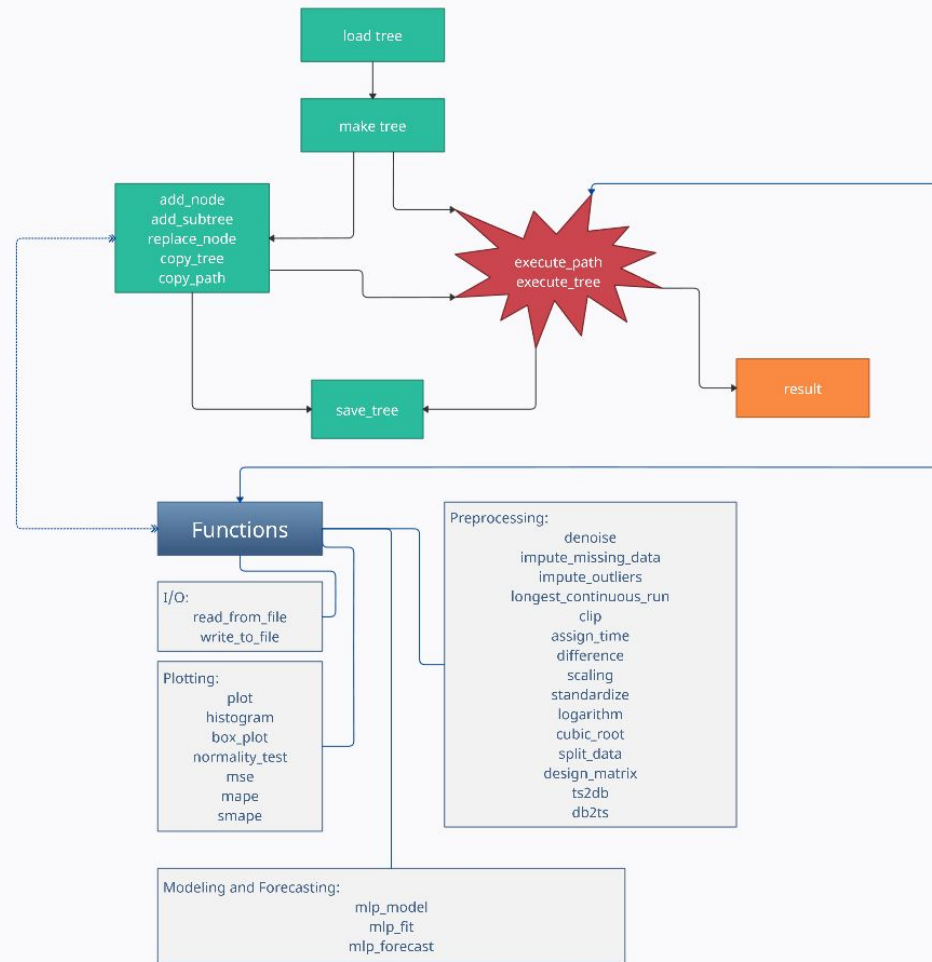 load tree
make tree
add_node
add_subtree
replace_node
copy_tree
copy_path
execute_path
execute_tree
result
save_tree
Functions
I/O:
read_from_file
write_to_file
Plotting:
plot
histogram
box_plot
normality_test
mse
mape
smape
Preprocessing:
denoise
impute_missing_data
impute_outliers
longest_continuous_run
clip
assign_time
difference
scaling
standardize
logarithm
cubic_root
split_data
design_matrix
ts2db
db2ts
Modeling and Forecasting:
mlp_model
mlp_fit
mlp_forecast